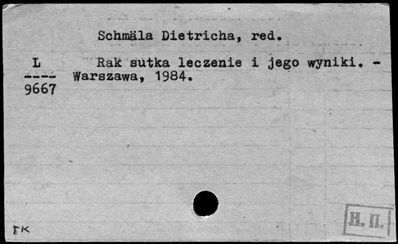 Schmäla Dietricha, red.
L Rak sutka leczenie i jego wyniki. -
---- Warszawa, 1984.
9667
Н. П.
ГК